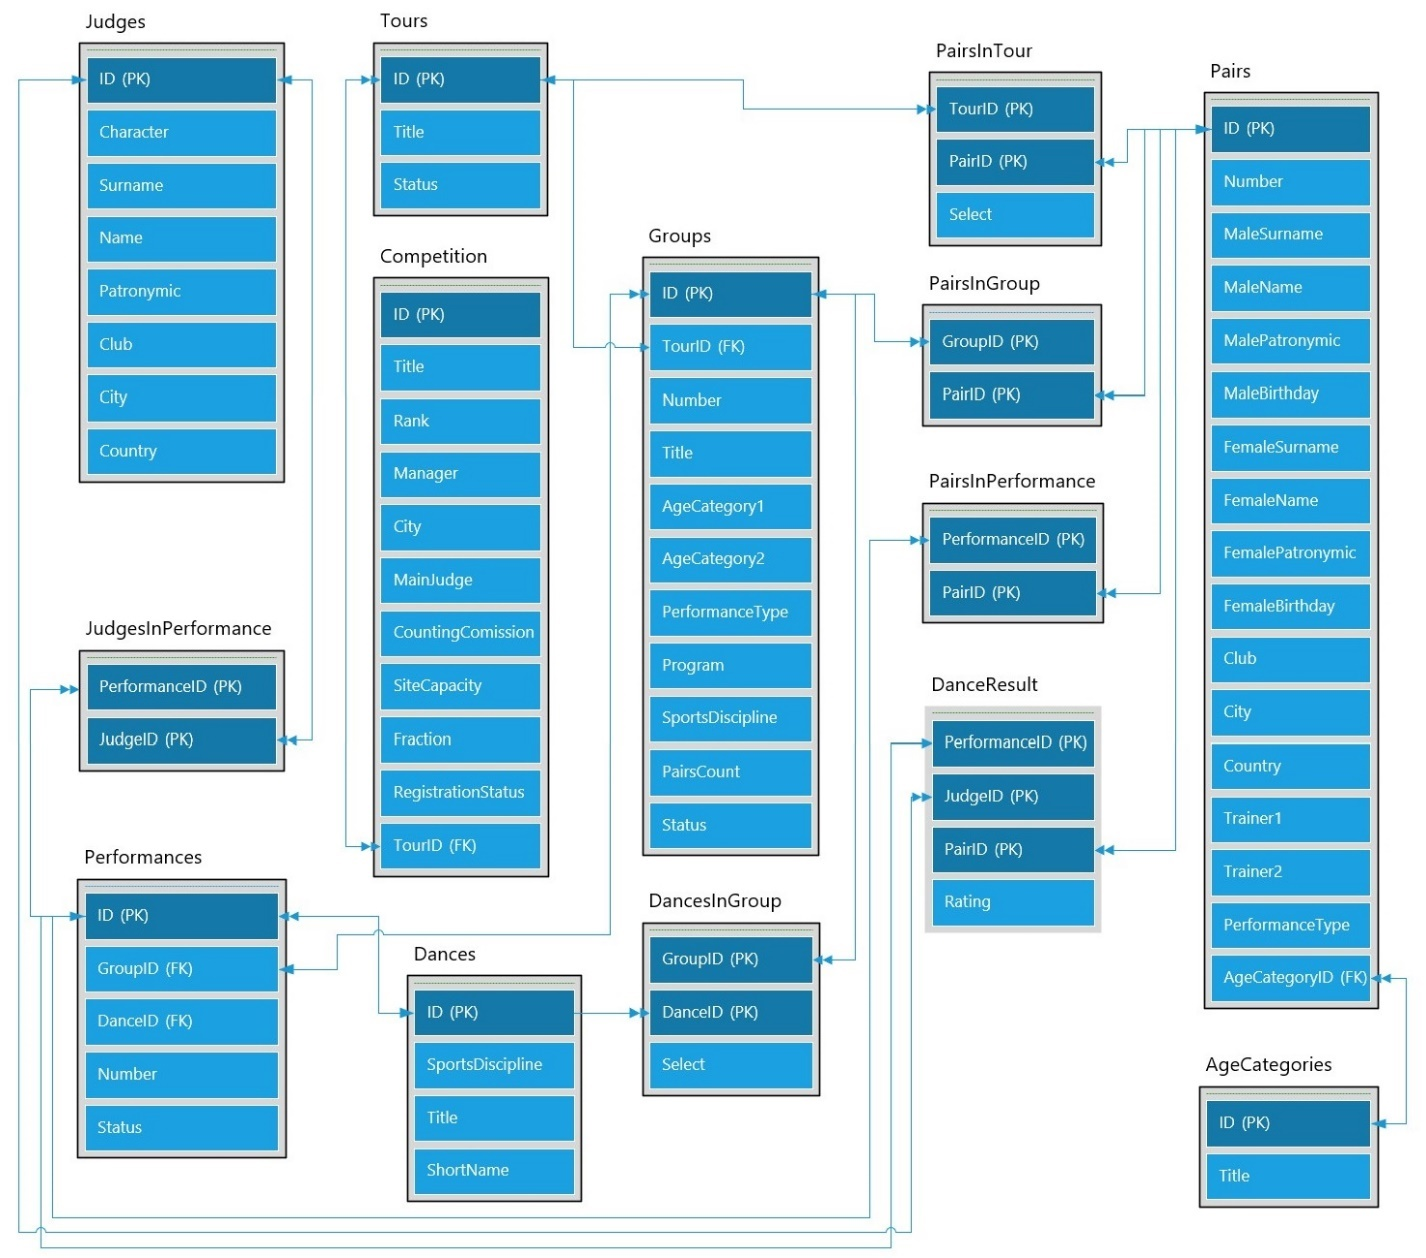 Judges
ID (PK)
Character
Surname
Name
Patronymic
Club
City
Country
Tours
ID (PK)
Title
Status
Competition
ID (PK)
Title
Rank
Manager
City
MainJudge
CountingComission
SiteCapacity
Fraction
RegistrationStatus
TourID (FK)
Groups
ID (PK)
TourID (FK)
Number
Title
AgeCategory1
AgeCategory2
PerformanceType
Program
SportsDiscipline
PairsCount
Status
PairsInTour
TourID (PK)
PairID (PK)
Select
PairsInGroup
GroupID (PK)
PairID (PK)
PairsInPerformance
PerformanceID (PK)
PairID (PK)
DanceResult
PerformanceID (PK)
JudgeID (PK)
PairID (PK)
Rating
Pairs
ID (PK)
Number
MaleSurname
MaleName
MalePatronymic
MaleBirthday
FemaleSurname
FemaleName
FemalePatronymic
FemaleBirthday
Club
City
Country
Trainer1
Trainer2
PerformanceType
AgeCategoryID (FK)
JudgesInPerformance
PerformanceID (PK)
JudgeID (PK)
Performances
ID (PK)
GroupID (FK)
DanceID (FK)
Number
Status
Dances
ID (PK)
SportsDiscipline
Title
ShortName
DancesInGroup
GroupID (PK)
DanceID (PK)
Select
AgeCategories
ID (PK)
Title